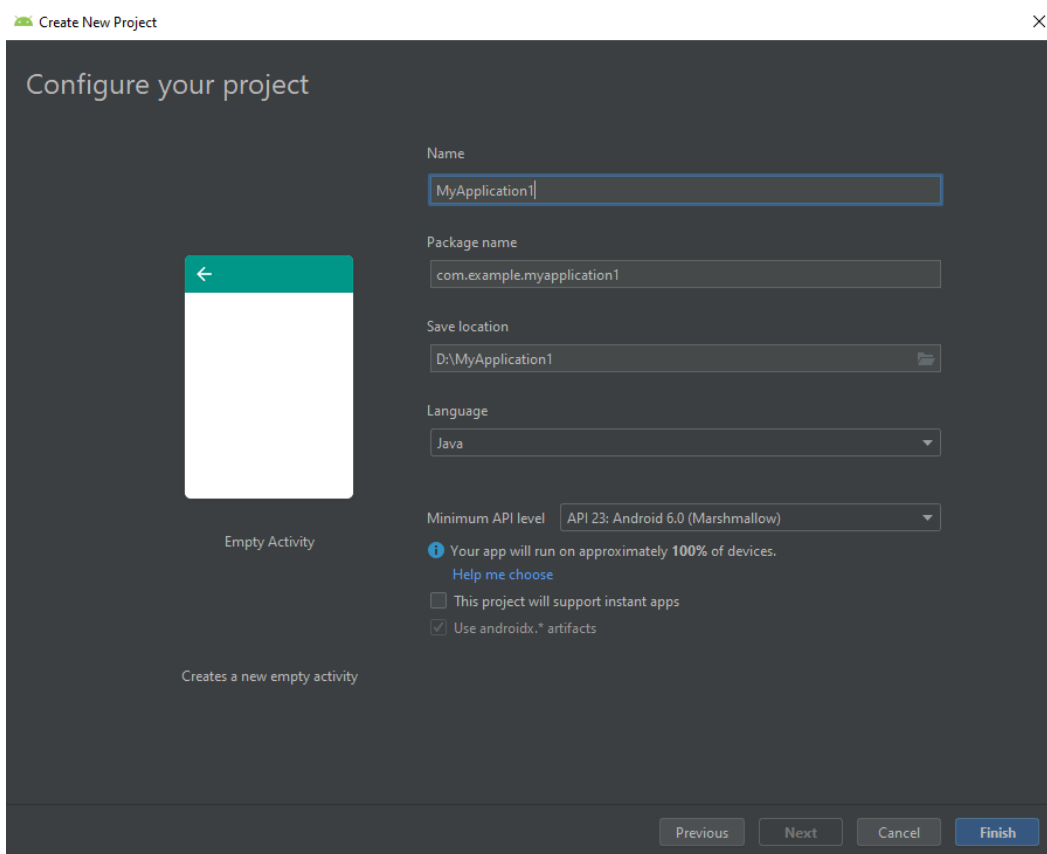 Create New Project
Configure your project
Name
MyApplication1
Package name
com.example.myapplication1
Save location
D:\MyApplication1
Language
Java
Minimum API level API 23: Android 6.0 (Marshmallow)
Your app will run on approximately 100% of devices.
Help me choose
This project will support instant apps
Use androidx.* artifacts
Empty Activity
Creates a new empty activity
Previous Next Cancel Finish